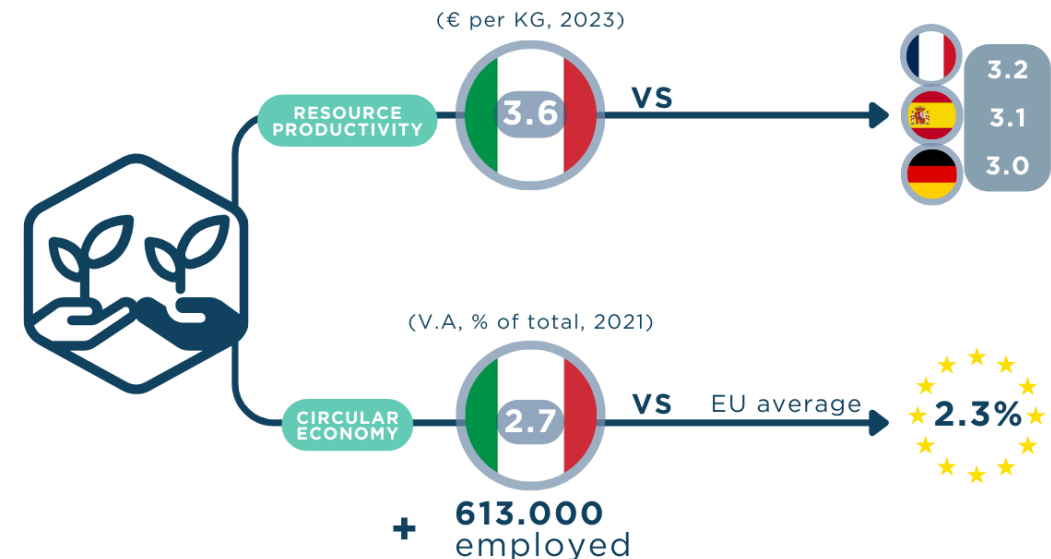 (€ per KG, 2023)
RESOURCE
PRODUCTIVITY
3.6
VS
3.2
3.1
3.0
(V.A, % of total, 2021)
CIRCULAR
ECONOMY
2.7
VS EU average
2.3%
+ 613.000
employed